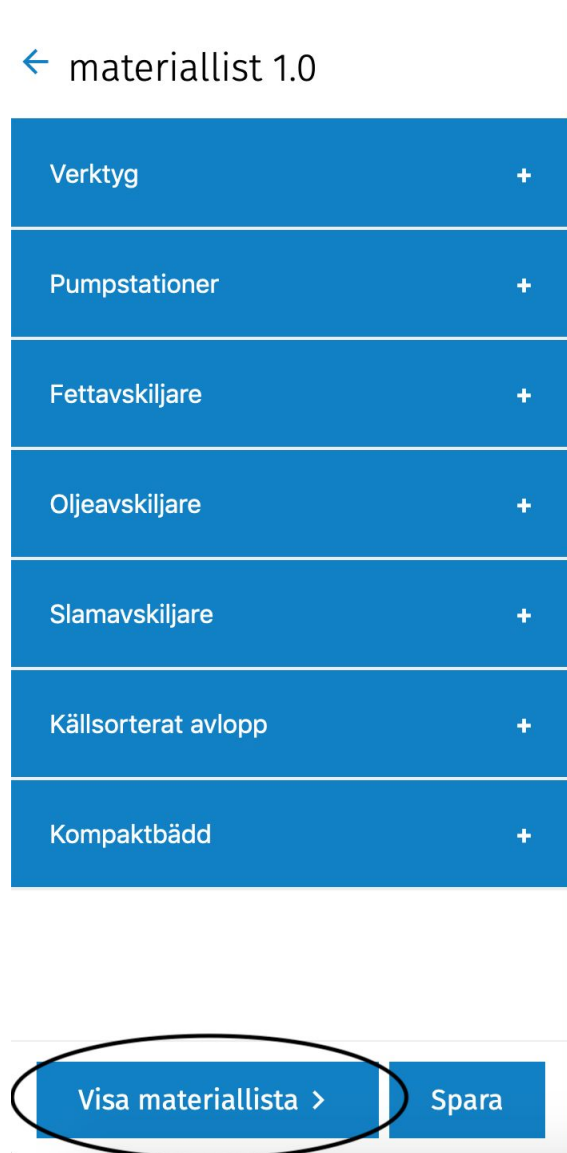 ← materiallist 1.0
Verktyg +
Pumpstationer +
Fettavskiljare +
Oljeavskiljare +
Slamavskiljare +
Källsorterat avlopp +
Kompaktbädd +
Visa materiallista > Spara